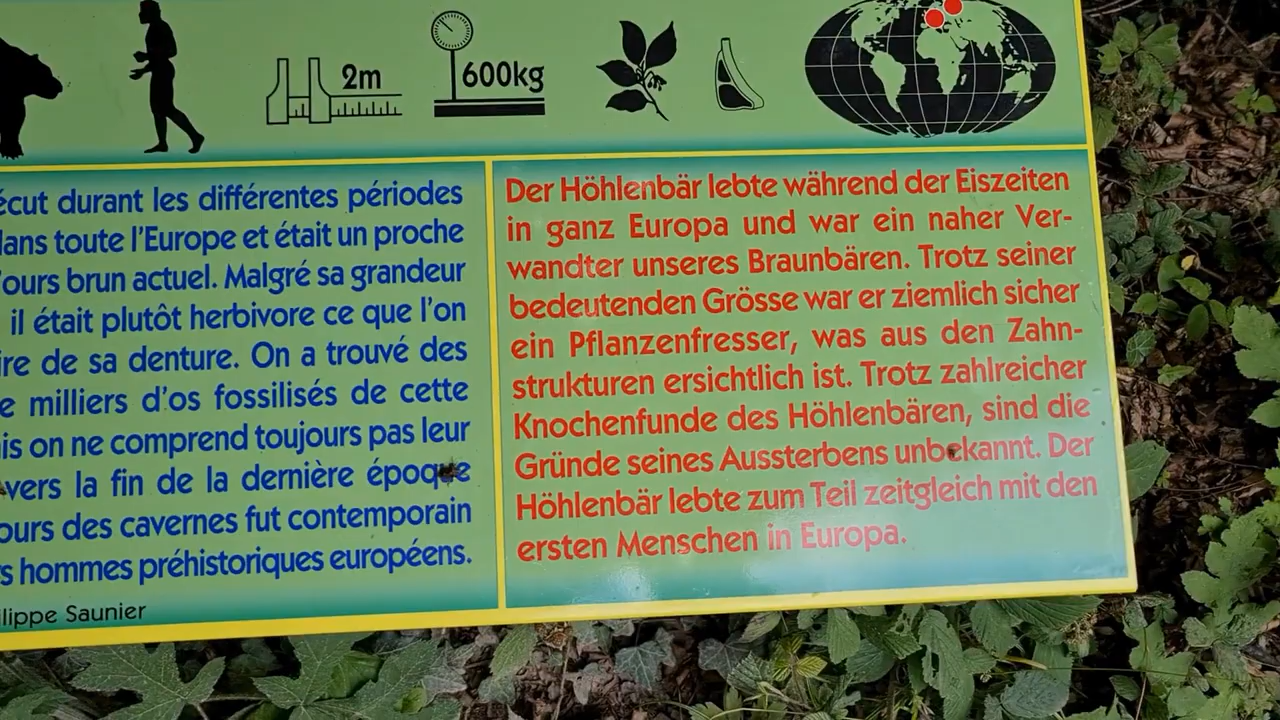 2m
600kg
écut durant les différentes périodes
dans toute l'Europe et était un proche
l'ours brun actuel. Malgré sa grandeur
il était plutôt herbivore ce que l'on
de sa denture. On a trouvé des
milliers d'os fossilisés de cette
on ne comprend toujours pas leur
vers la fin de la dernière époque
ours des cavernes fut contemporain
hommes préhistoriques européens.
Saunier
Der Höhlenbär lebte während der Eiszeiten
in ganz Europa und war ein naher Ver-
wandter unseres Braunbären. Trotz seiner
bedeutenden Grösse war er ziemlich sicher
ein Pflanzenfresser, was aus den Zahn-
strukturen ersichtlich ist. Trotz zahlreicher
Knochenfunde des Höhlenbären, sind die
Gründe seines Aussterbens unbekannt. Der
Höhlenbär lebte zum Teil zeitgleich mit den
ersten Menschen in Europa.